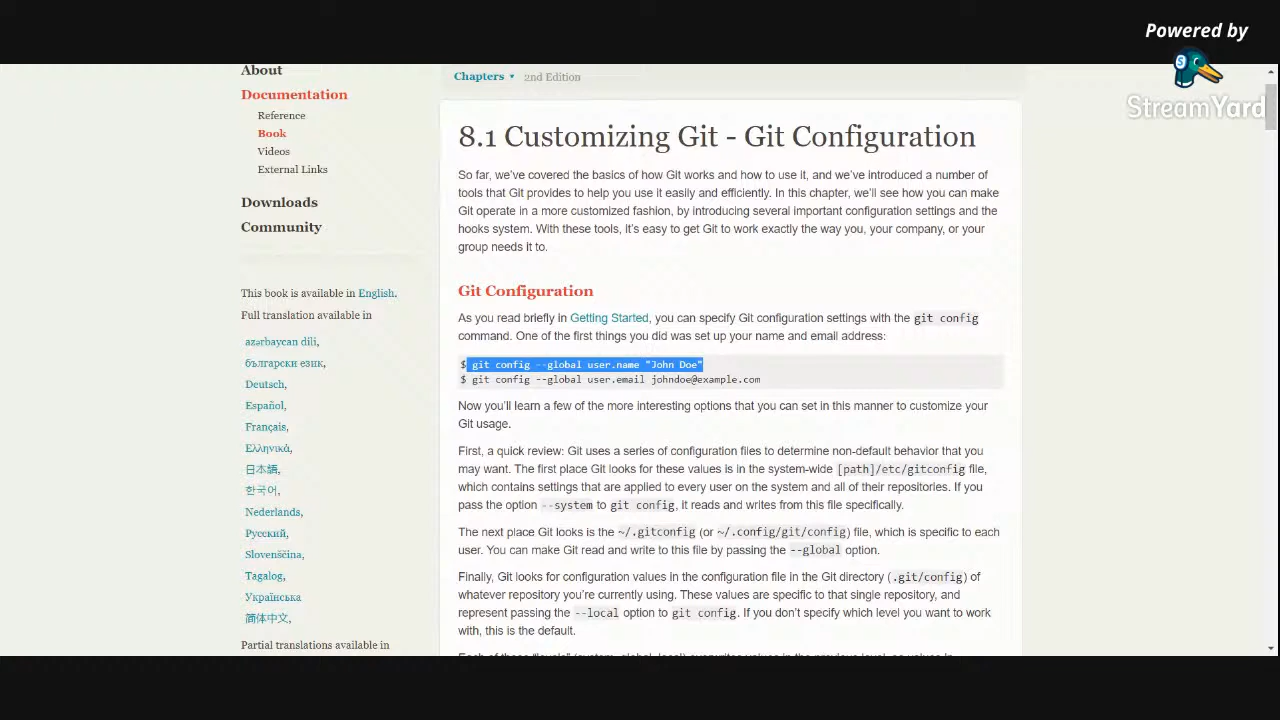 Powered by
StreamYard
About
Documentation
Reference
Book
Videos
External Links
Downloads
Community
This book is available in English.
Full translation available in
azərbaycan dili,
български език,
Deutsch,
Español,
Français,
Ελληνικά,
日本語,
한국어,
Nederlands,
Русский,
Slovenščina,
Tagalog,
Українська
简体中文,
Partial translations available in
Chapters ▾ 2nd Edition
8.1 Customizing Git - Git Configuration
So far, we’ve covered the basics of how Git works and how to use it, and we’ve introduced a number of
tools that Git provides to help you use it easily and efficiently. In this chapter, we’ll see how you can make
Git operate in a more customized fashion, by introducing several important configuration settings and the
hooks system. With these tools, it’s easy to get Git to work exactly the way you, your company, or your
group needs it to.
Git Configuration
As you read briefly in Getting Started, you can specify Git configuration settings with the git config
command. One of the first things you did was set up your name and email address:
$ git config --global user.name "John Doe"
$ git config --global user.email johndoe@example.com
Now you’ll learn a few of the more interesting options that you can set in this manner to customize your
Git usage.
First, a quick review: Git uses a series of configuration files to determine non-default behavior that you
may want. The first place Git looks for these values is in the system-wide [path]/etc/gitconfig file,
which contains settings that are applied to every user on the system and all of their repositories. If you
pass the option --system to git config, it reads and writes from this file specifically.
The next place Git looks is the ~/.gitconfig (or ~/.config/git/config) file, which is specific to each
user. You can make Git read and write to this file by passing the --global option.
Finally, Git looks for configuration values in the configuration file in the Git directory (.git/config) of
whatever repository you’re currently using. These values are specific to that single repository, and
represent passing the --local option to git config. If you don’t specify which level you want to work
with, this is the default.